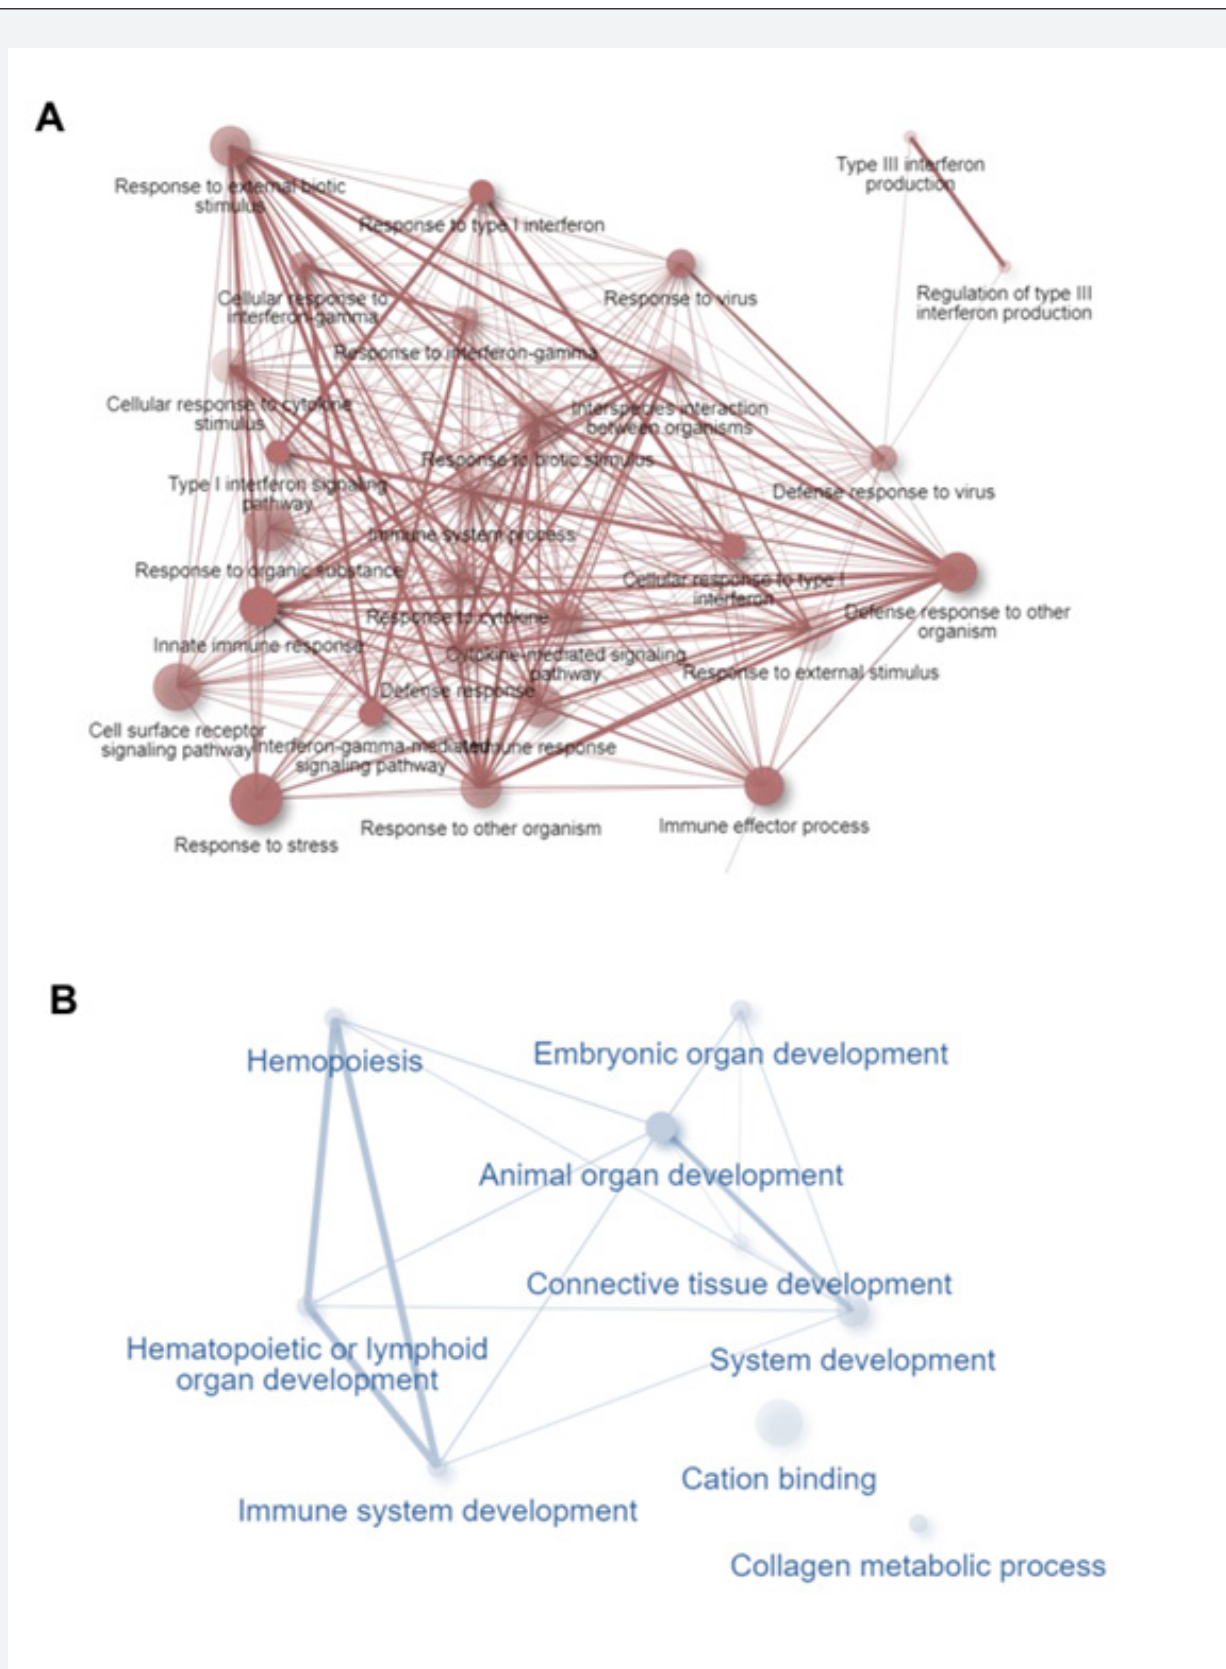 A
Response to external biotic
stimulus
Type III interferon
production
Response to type I interferon
Cellular response to
interferon-gamma
Response to virus
Regulation of type III
interferon production
Response to interferon-gamma
Cellular response to cytokine
stimulus
Interspecies interaction
between organisms
Response to biotic stimulus
Type I interferon signaling
pathway
Defense response to virus
Immune system process
Response to organic substance
Cellular response to type I
interferon
Response to cytokine
Defense response to other
organism
Innate immune response
Cytokine-mediated signaling
pathway
Response to external stimulus
Defense response
Cell surface receptor
signaling pathway
Interferon-gamma-mediated
signaling pathway
response
Response to other organism
Immune effector process
Response to stress
B
Hemopoiesis
Embryonic organ development
Animal organ development
Connective tissue development
Hematopoietic or lymphoid
organ development
System development
Cation binding
Immune system development
Collagen metabolic process